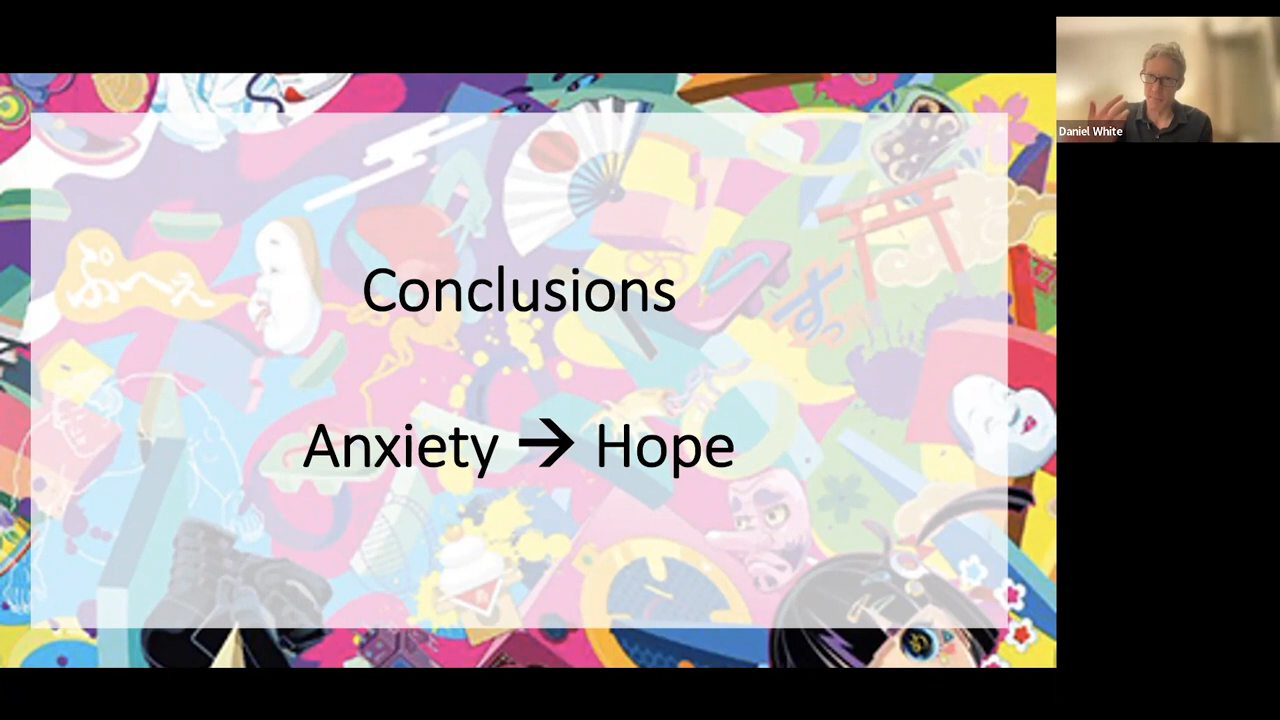 Conclusions
Anxiety → Hope
Daniel White